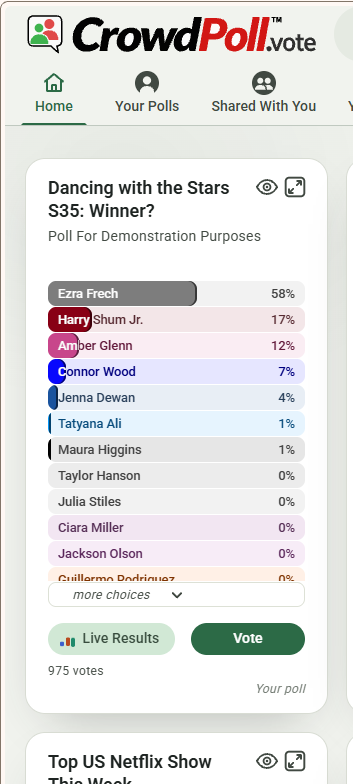 CrowdPoll™.vote
Home
Your Polls
Shared With You
Y
Dancing with the Stars
S35: Winner?
Poll For Demonstration Purposes
Ezra Frech 58%
Harry Shum Jr. 17%
Amber Glenn 12%
Connor Wood 7%
Jenna Dewan 4%
Tatyana Ali 1%
Maura Higgins 1%
Taylor Hanson 0%
Julia Stiles 0%
Ciara Miller 0%
Jackson Olson 0%
Guillermo Rodriguez 0%
more choices
Live Results
Vote
975 votes
Your poll
Top US Netflix Show
This Week